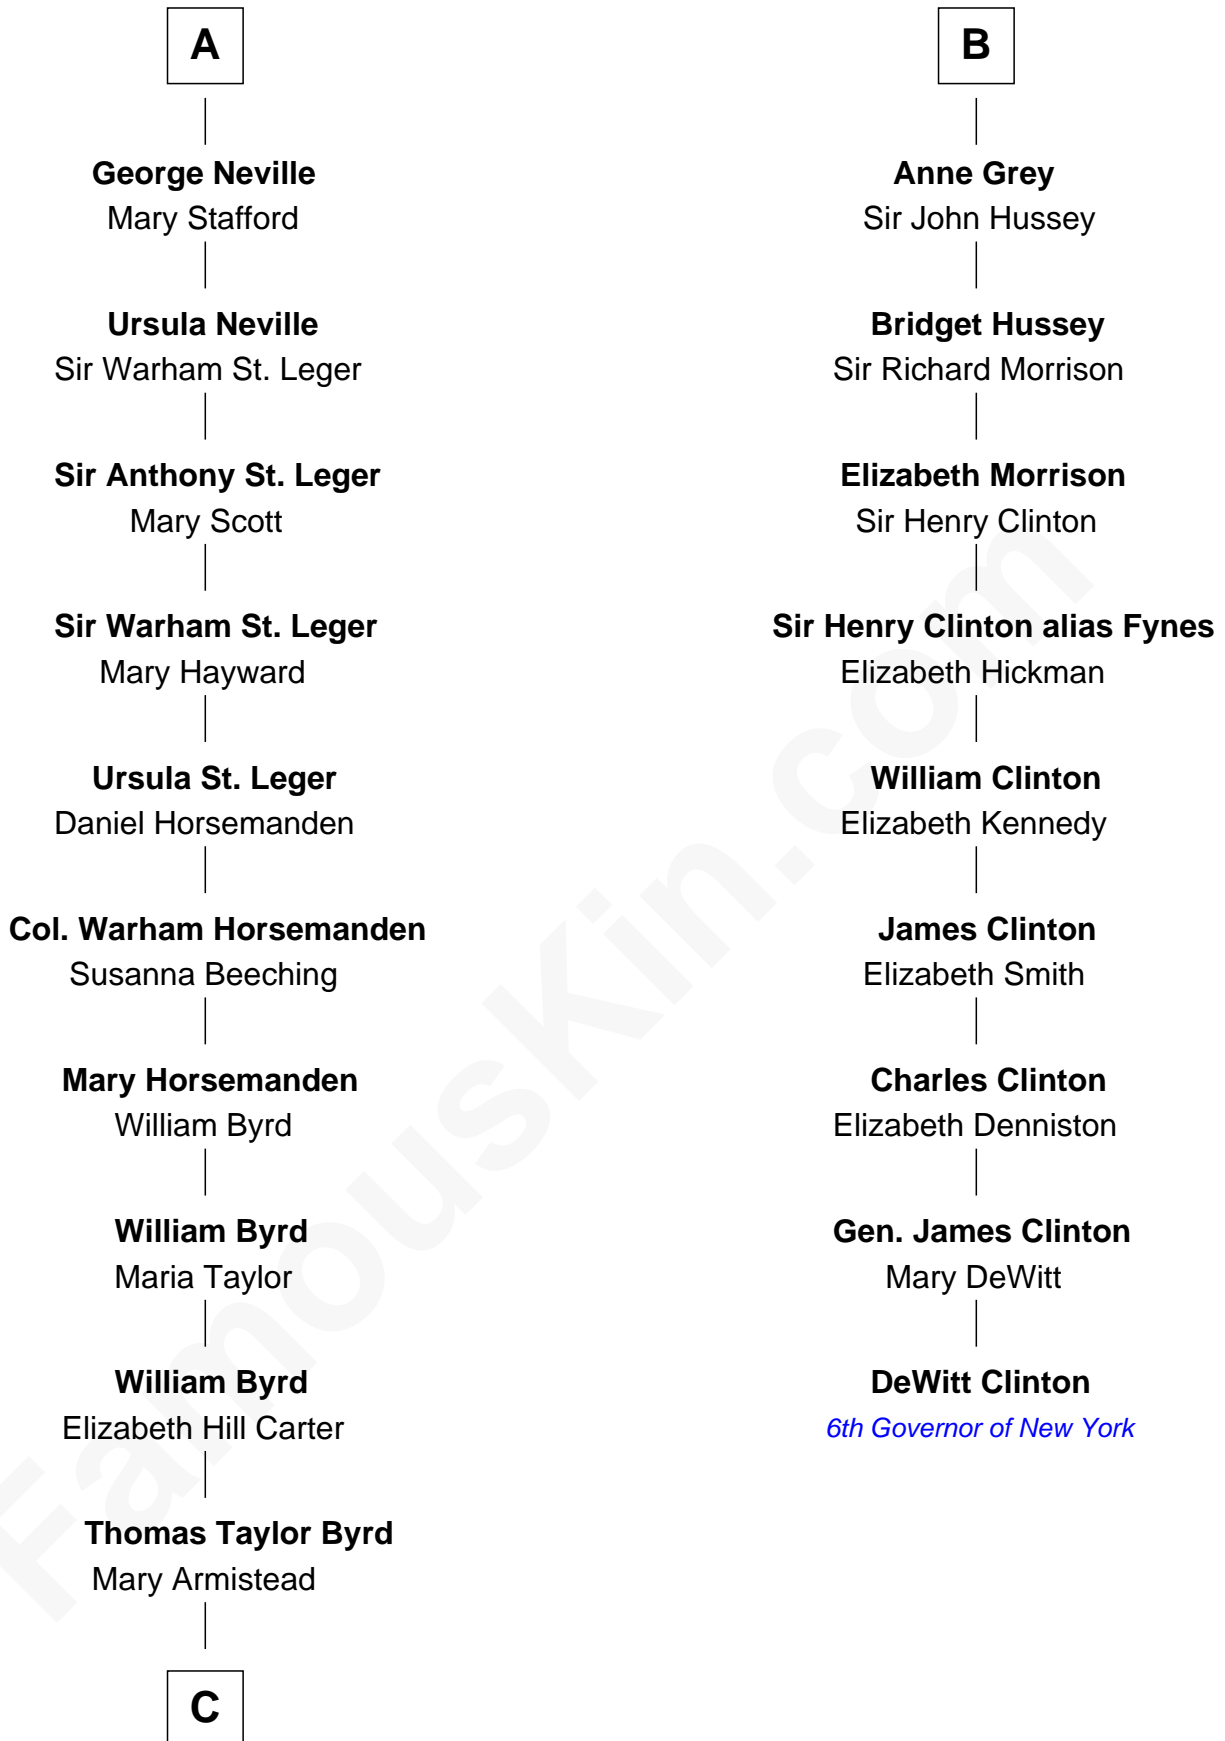 A
George Neville
Mary Stafford
Ursula Neville
Sir Warham St. Leger
Sir Anthony St. Leger
Mary Scott
Sir Warham St. Leger
Mary Hayward
Ursula St. Leger
Daniel Horsemanden
Col. Warham Horsemanden
Susanna Beeching
Mary Horsemanden
William Byrd
William Byrd
Maria Taylor
William Byrd
Elizabeth Hill Carter
Thomas Taylor Byrd
Mary Armistead
C
B
Anne Grey
Sir John Hussey
Bridget Hussey
Sir Richard Morrison
Elizabeth Morrison
Sir Henry Clinton
Sir Henry Clinton alias Fynes
Elizabeth Hickman
William Clinton
Elizabeth Kennedy
James Clinton
Elizabeth Smith
Charles Clinton
Elizabeth Denniston
Gen. James Clinton
Mary DeWitt
DeWitt Clinton
6th Governor of New York
FamousKin.com